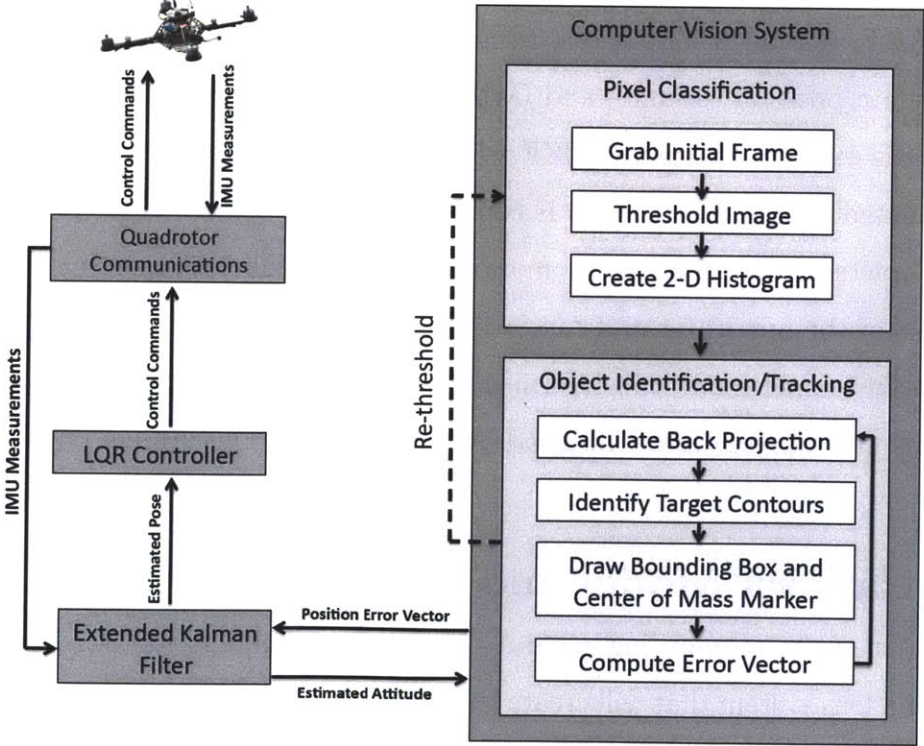 Control Commands
IMU Measurements
Quadrotor
Communications
IMU Measurements
Control Commands
LQR Controller
Estimated Pose
Extended Kalman
Filter
Position Error Vector
Estimated Attitude
Re-threshold
Computer Vision System
Pixel Classification
Grab Initial Frame
Threshold Image
Create 2-D Histogram
Object Identification/Tracking
Calculate Back Projection
Identify Target Contours
Draw Bounding Box and
Center of Mass Marker
Compute Error Vector